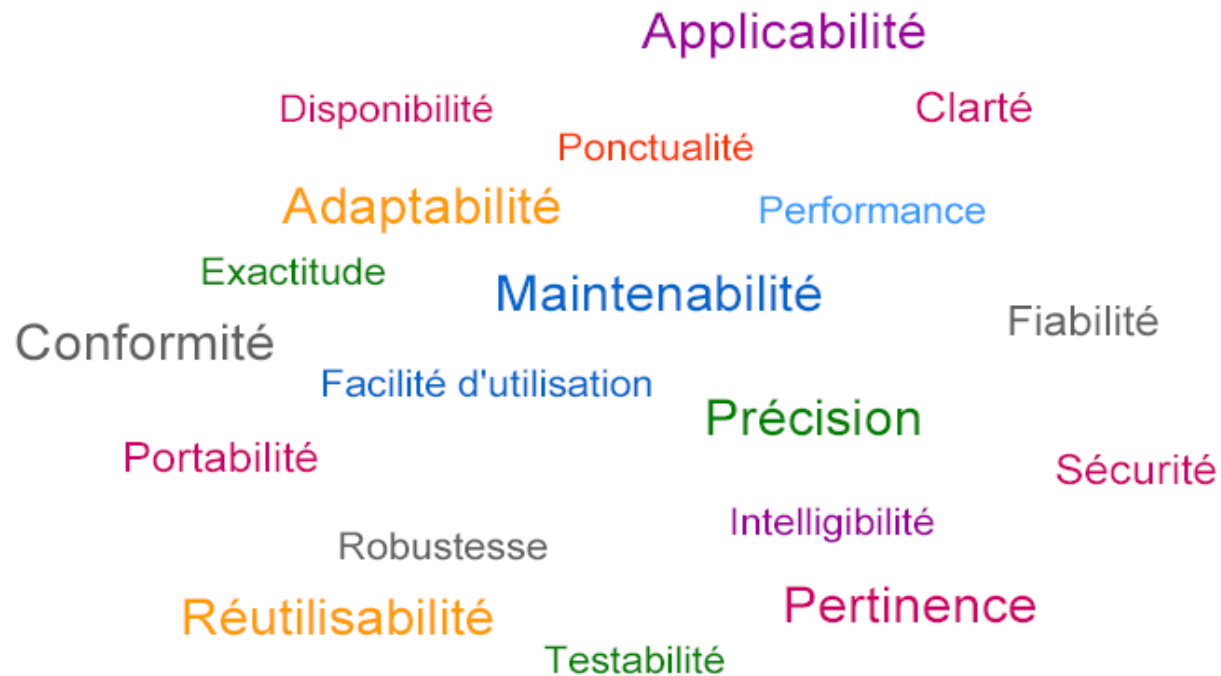 Applicabilité
Disponibilité
Clarté
Ponctualité
Adaptabilité
Performance
Exactitude
Maintenabilité
Fiabilité
Conformité
Facilité d'utilisation
Précision
Portabilité
Sécurité
Intelligibilité
Robustesse
Pertinence
Réutilisabilité
Testabilité